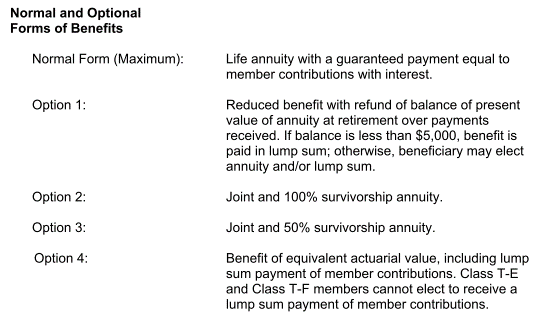 Normal and Optional
Forms of Benefits
Normal Form (Maximum): Life annuity with a guaranteed payment equal to
member contributions with interest.
Option 1: Reduced benefit with refund of balance of present
value of annuity at retirement over payments
received. If balance is less than $5,000, benefit is
paid in lump sum; otherwise, beneficiary may elect
annuity and/or lump sum.
Option 2: Joint and 100% survivorship annuity.
Option 3: Joint and 50% survivorship annuity.
Option 4: Benefit of equivalent actuarial value, including lump
sum payment of member contributions. Class T-E
and Class T-F members cannot elect to receive a
lump sum payment of member contributions.